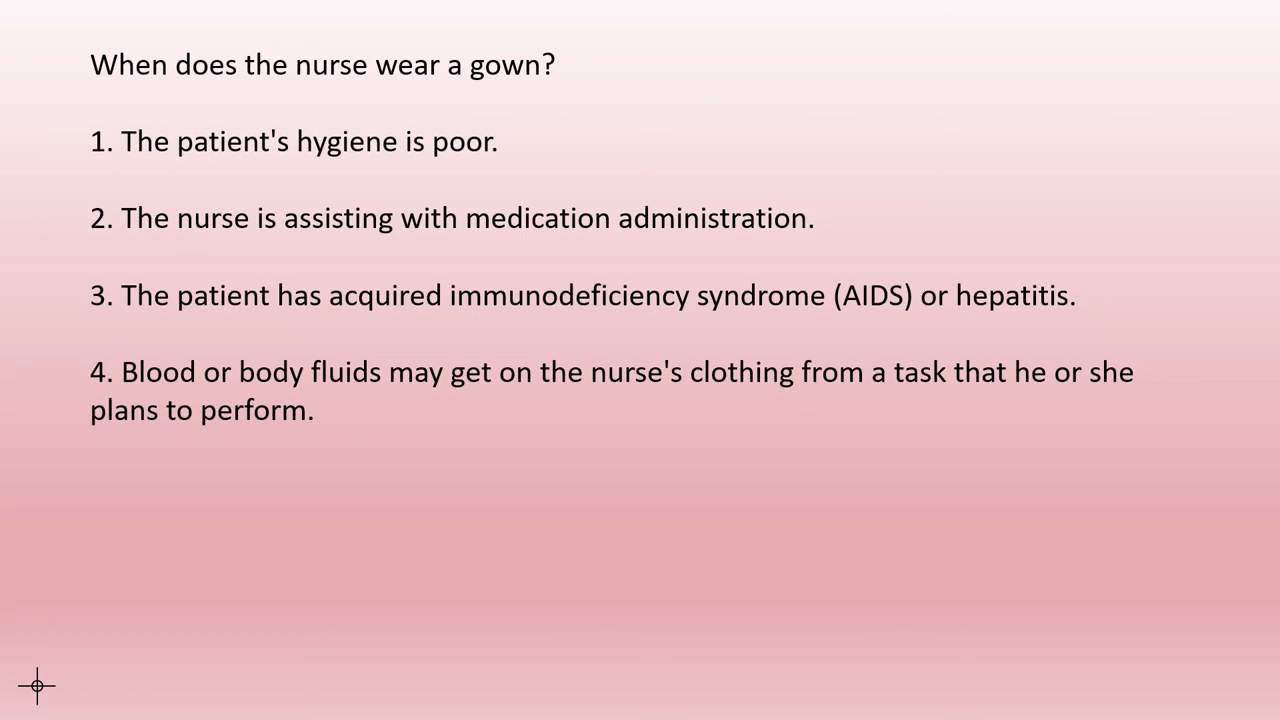 When does the nurse wear a gown?
1. The patient's hygiene is poor.
2. The nurse is assisting with medication administration.
3. The patient has acquired immunodeficiency syndrome (AIDS) or hepatitis.
4. Blood or body fluids may get on the nurse's clothing from a task that he or she
plans to perform.